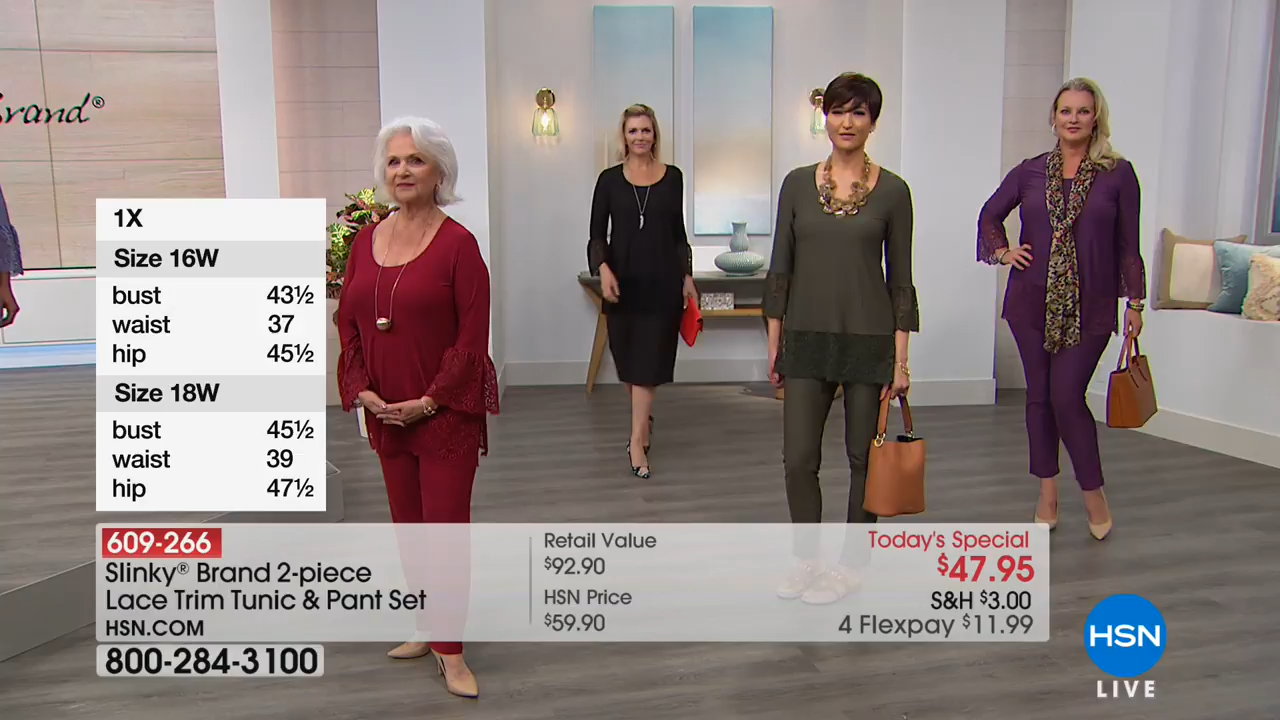 Brand®
1X
Size 16W
bust 43½
waist 37
hip 45½
Size 18W
bust 45½
waist 39
hip 47½
609-266
Slinky® Brand 2-piece
Lace Trim Tunic & Pant Set
HSN.COM
800-284-3100
Retail Value
$92.90
HSN Price
$59.90
Today's Special
$47.95
S&H $3.00
4 Flexpay $11.99
HSN
LIVE